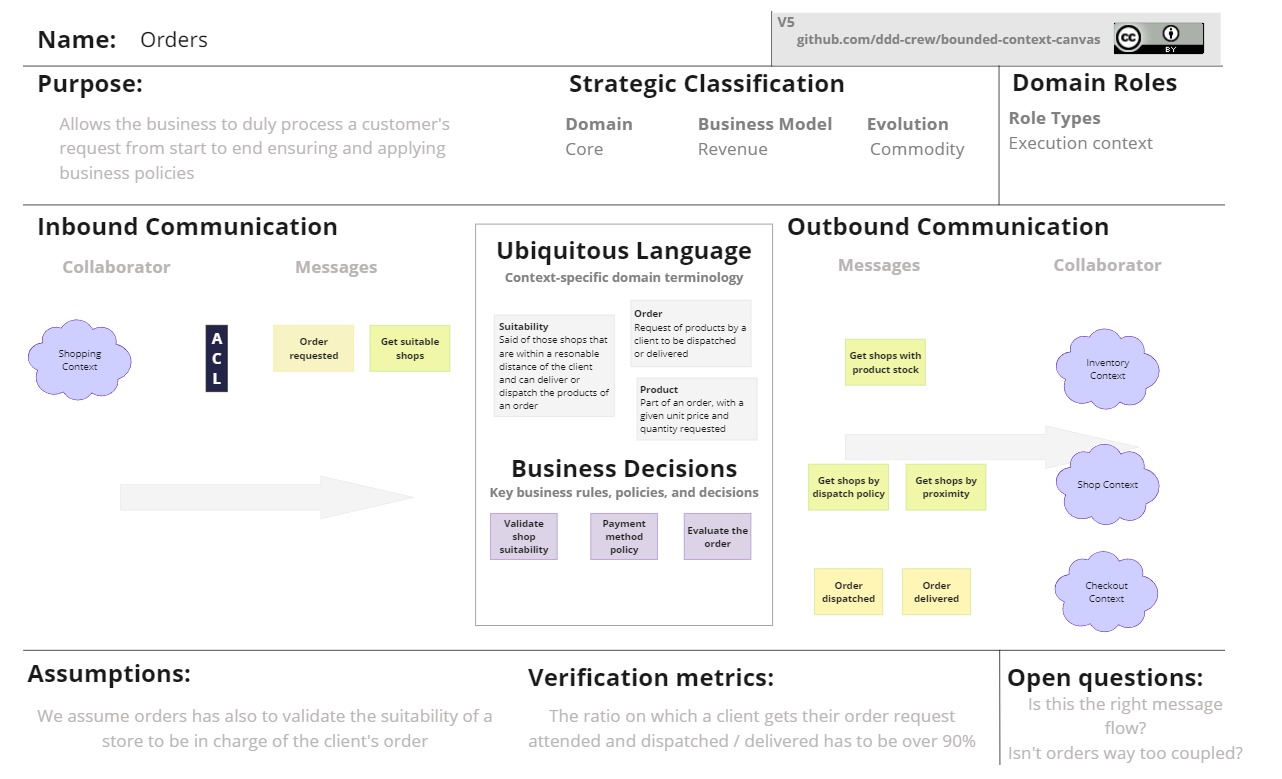 Name: Orders
V5
github.com/ddd-crew/bounded-context-canvas
cc
BY
Purpose:
Allows the business to duly process a customer's
request from start to end ensuring and applying
business policies
Strategic Classification
Domain Business Model Evolution
Core Revenue Commodity
Domain Roles
Role Types
Execution context
Inbound Communication
Collaborator Messages
Shopping
Context
A
C
L
Order
requested
Get suitable
shops
Ubiquitous Language
Context-specific domain terminology
Suitability
Said of those shops that
are within a resonable
distance of the client
and can deliver or
dispatch the products of
an order
Order
Request of products by a
client to be dispatched
or delivered
Product
Part of an order, with a
given unit price and
quantity requested
Business Decisions
Key business rules, policies, and decisions
Validate
shop
suitability
Payment
method
policy
Evaluate the
order
Outbound Communication
Messages Collaborator
Get shops with
product stock
Inventory
Context
Get shops by
dispatch policy
Get shops by
proximity
Shop Context
Order
dispatched
Order
delivered
Checkout
Context
Assumptions:
We assume orders has also to validate the suitability of a
store to be in charge of the client's order
Verification metrics:
The ratio on which a client gets their order request
attended and dispatched / delivered has to be over 90%
Open questions:
Is this the right message
flow?
Isn't orders way too coupled?